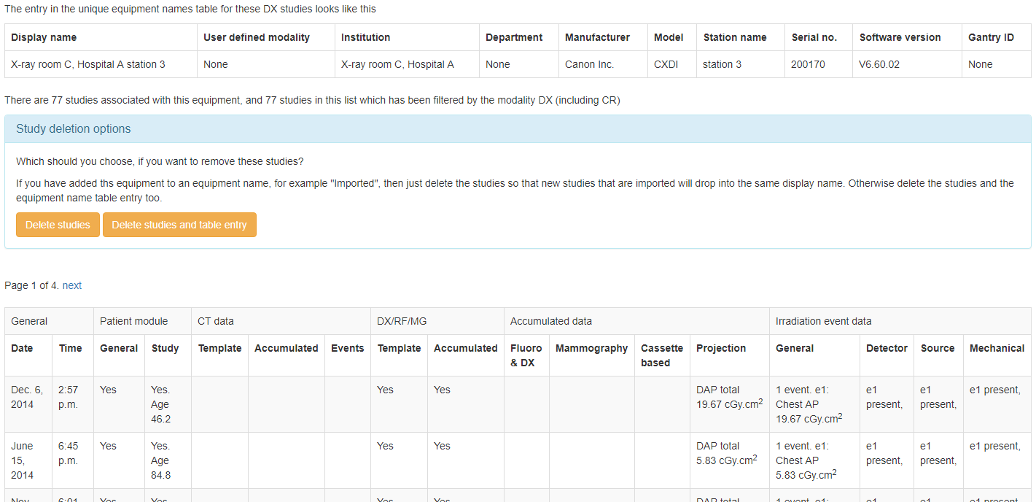 The entry in the unique equipment names table for these DX studies looks like this
Display name User defined modality Institution Department Manufacturer Model Station name Serial no. Software version Gantry ID
X-ray room C, Hospital A station 3 None X-ray room C, Hospital A None Canon Inc. CXDI station 3 200170 V6.60.02 None
There are 77 studies associated with this equipment, and 77 studies in this list which has been filtered by the modality DX (including CR)
Study deletion options
Which should you choose, if you want to remove these studies?
If you have added ths equipment to an equipment name, for example "Imported", then just delete the studies so that new studies that are imported will drop into the same display name. Otherwise delete the studies and the
equipment name table entry too.
Delete studies Delete studies and table entry
Page 1 of 4. next
General Patient module CT data DX/RF/MG Accumulated data Irradiation event data
Date Time General Study Template Accumulated Events Template Accumulated Fluoro Mammography Cassette Projection General Detector Source Mechanical
& DX based
Dec. 6, 2:57 Yes Yes. Yes Yes DAP total 1 event. e1: e1 e1 e1 present,
2014 p.m. Age 19.67 cGy.cm² Chest AP present, present,
46.2 19.67 cGy.cm²
June 6:45 Yes Yes. Yes Yes DAP total 1 event. e1: e1 e1 e1 present,
15, p.m. Age 5.83 cGy.cm² Chest AP present, present,
2014 84.8 5.83 cGy.cm²
Nov 6:01 Yes Yes Yes Yes DAP total 1 event e1 e1 e1 e1 present